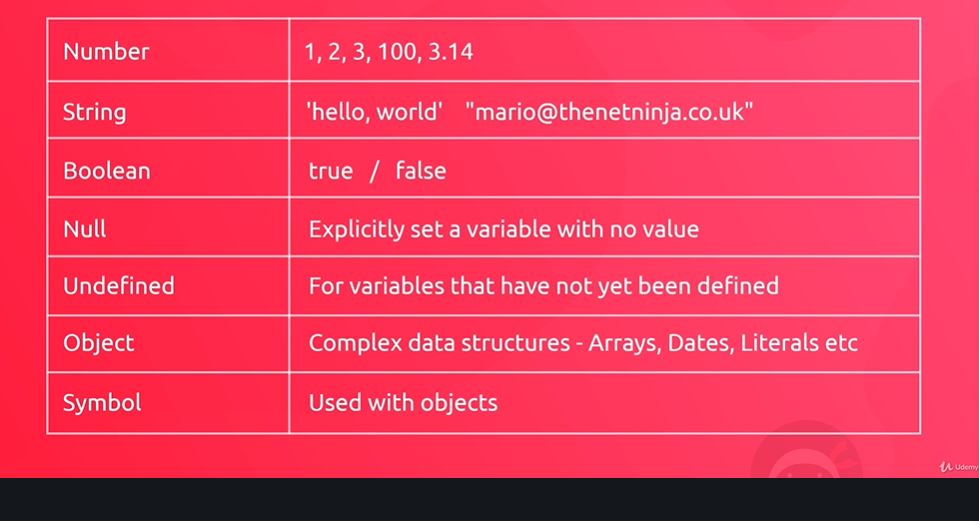 Number 1, 2, 3, 100, 3.14
String 'hello, world' "mario@thenetninja.co.uk"
Boolean true / false
Null Explicitly set a variable with no value
Undefined For variables that have not yet been defined
Object Complex data structures - Arrays, Dates, Literals etc
Symbol Used with objects
Udemy